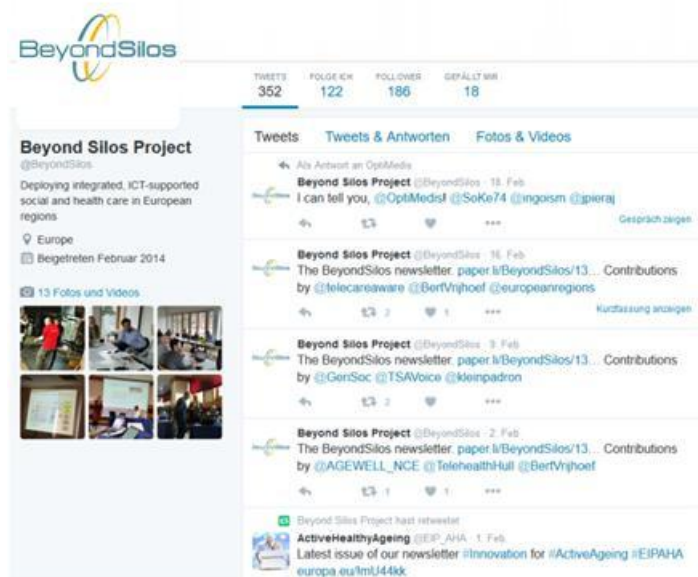 BeyondSilos
TWEETS FOLGE ICH FOLLOWER GEFÄLLT MIR
352 122 186 18
Beyond Silos Project
@BeyondSilos
Deploying integrated, ICT-supported
social and health care in European
regions
Europe
Beigetreten Februar 2014
13 Fotos und Videos
Tweets Tweets & Antworten Fotos & Videos
Als Antwort an OptiMedis
Beyond Silos Project @BeyondSilos · 18. Feb
I can tell you, @OptiMedis! @SoKe74 @ingoism @jpieraj
Gespräch zeigen
Beyond Silos Project @BeyondSilos · 16. Feb
The BeyondSilos newsletter. paper.li/BeyondSilos/13... Contributions
by @telecareaware @BertVrijhoef @europeanregions
2 1 Kurzfassung anzeigen
Beyond Silos Project @BeyondSilos · 9. Feb
The BeyondSilos newsletter. paper.li/BeyondSilos/13... Contributions
by @GenSoc @TSAVoice @kleinpadron
2
Beyond Silos Project @BeyondSilos · 2. Feb
The BeyondSilos newsletter. paper.li/BeyondSilos/13... Contributions
by @AGEWELL_NCE @TelehealthHull @BertVrijhoef
1 1
Beyond Silos Project hast retweetet
ActiveHealthyAgeing @EIP_AHA · 1. Feb
Latest issue of our newsletter #Innovation for #ActiveAgeing #EIPAHA
europa.eu/!mU44kk